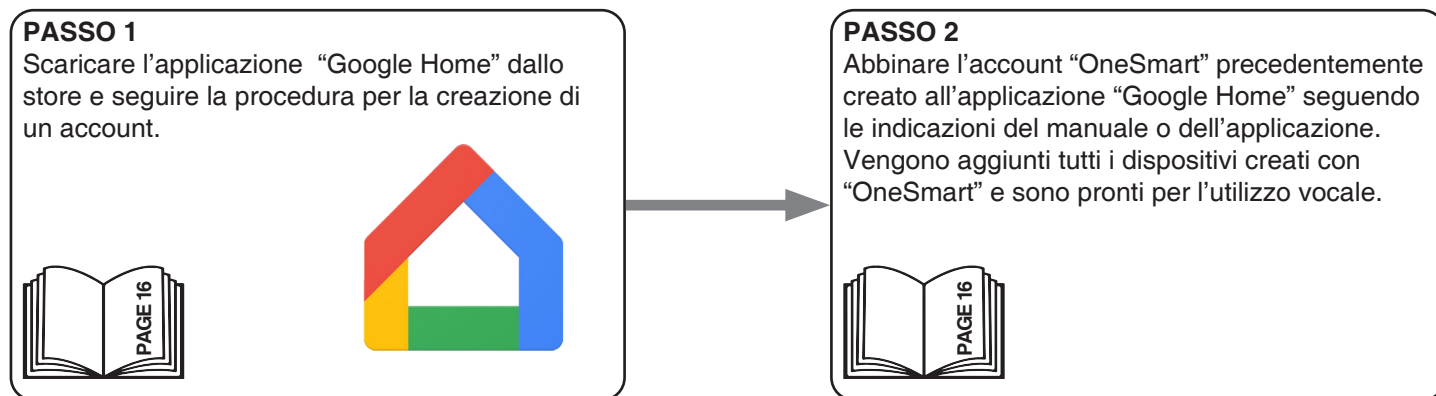 PASSO 1
Scaricare l’applicazione “Google Home” dallo
store e seguire la procedura per la creazione di
un account.
PAGE 16
PASSO 2
Abbinare l’account “OneSmart” precedentemente
creato all’applicazione “Google Home” seguendo
le indicazioni del manuale o dell’applicazione.
Vengono aggiunti tutti i dispositivi creati con
“OneSmart” e sono pronti per l’utilizzo vocale.
PAGE 16